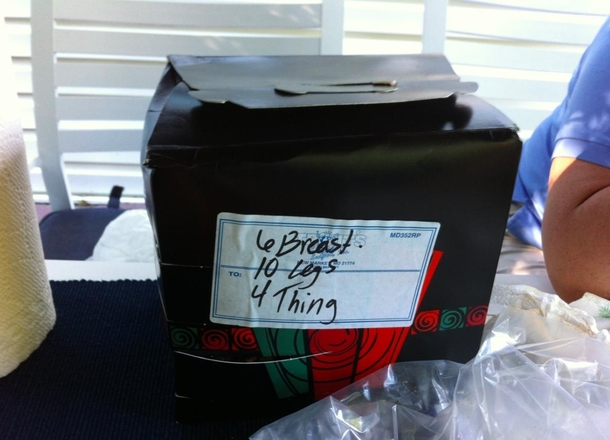 MD352RP
6 Breast
TO:
10 Legs
4 Thing